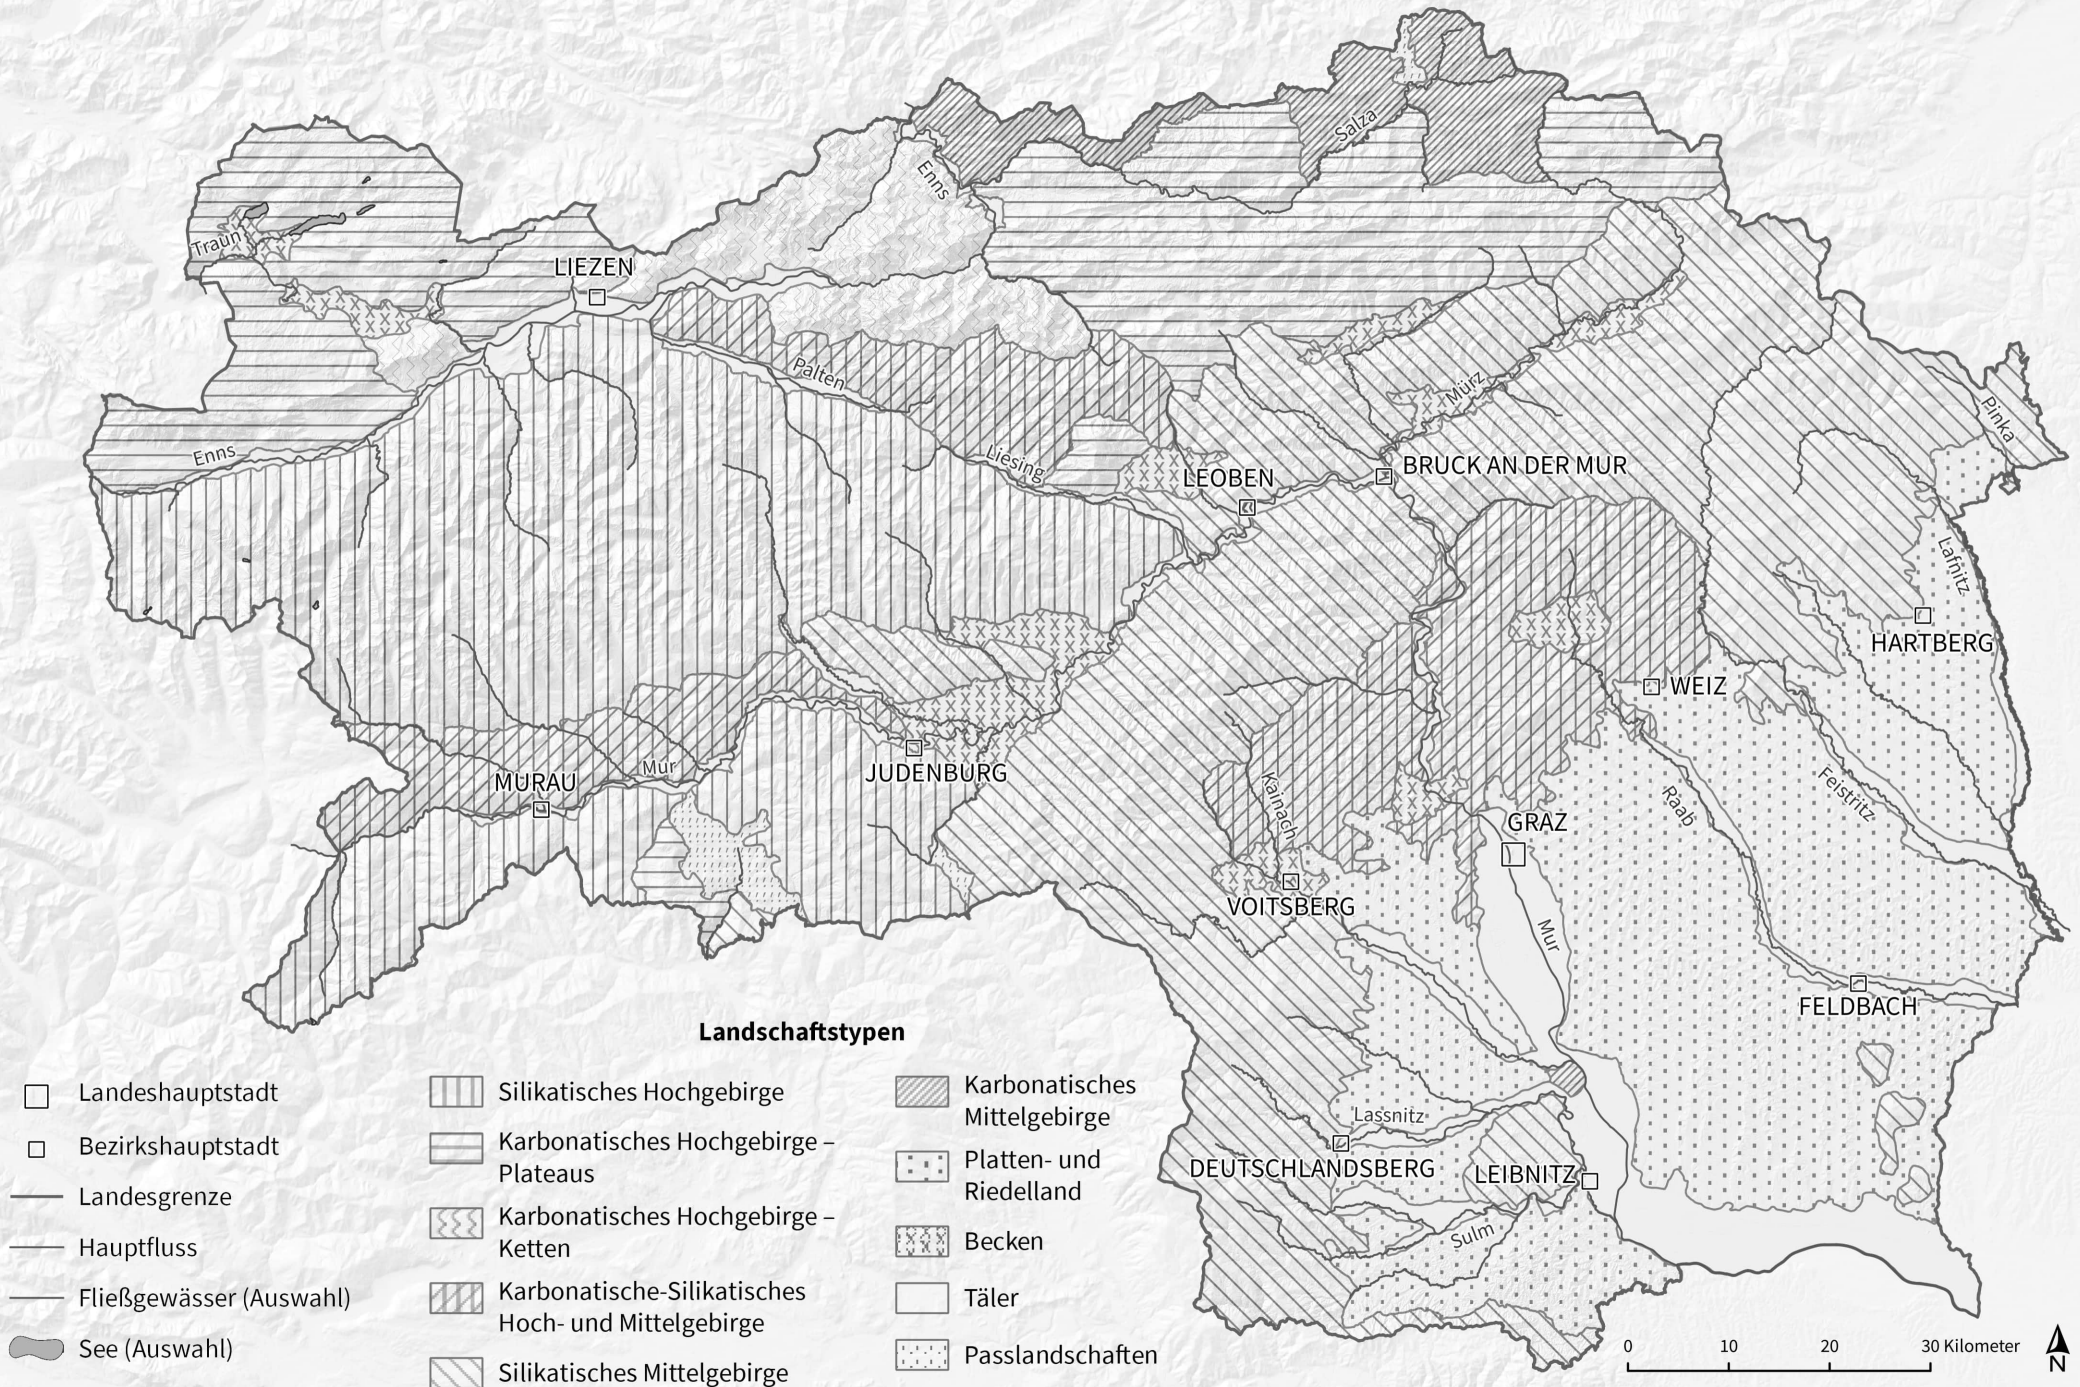 Salza
Enns
Traun
LIEZEN
Palten
Mürz
Pinka
Enns
Liesing
LEOBEN
BRUCK AN DER MUR
Lafnitz
HARTBERG
WEIZ
MURAU
Mur
JUDENBURG
Kainach
GRAZ
Raab
Feistritz
VOITSBERG
Mur
FELDBACH
Lassnitz
DEUTSCHLANDSBERG
LEIBNITZ
Sulm
Landschaftstypen
Landeshauptstadt
Bezirkshauptstadt
Landesgrenze
Hauptfluss
Fließgewässer (Auswahl)
See (Auswahl)
Silikatisches Hochgebirge
Karbonatisches Hochgebirge –
Plateaus
Karbonatisches Hochgebirge –
Ketten
Karbonatische-Silikatisches
Hoch- und Mittelgebirge
Silikatisches Mittelgebirge
Karbonatisches
Mittelgebirge
Platten- und
Riedelland
Becken
Täler
Passlandschaften
0 10 20 30 Kilometer
N